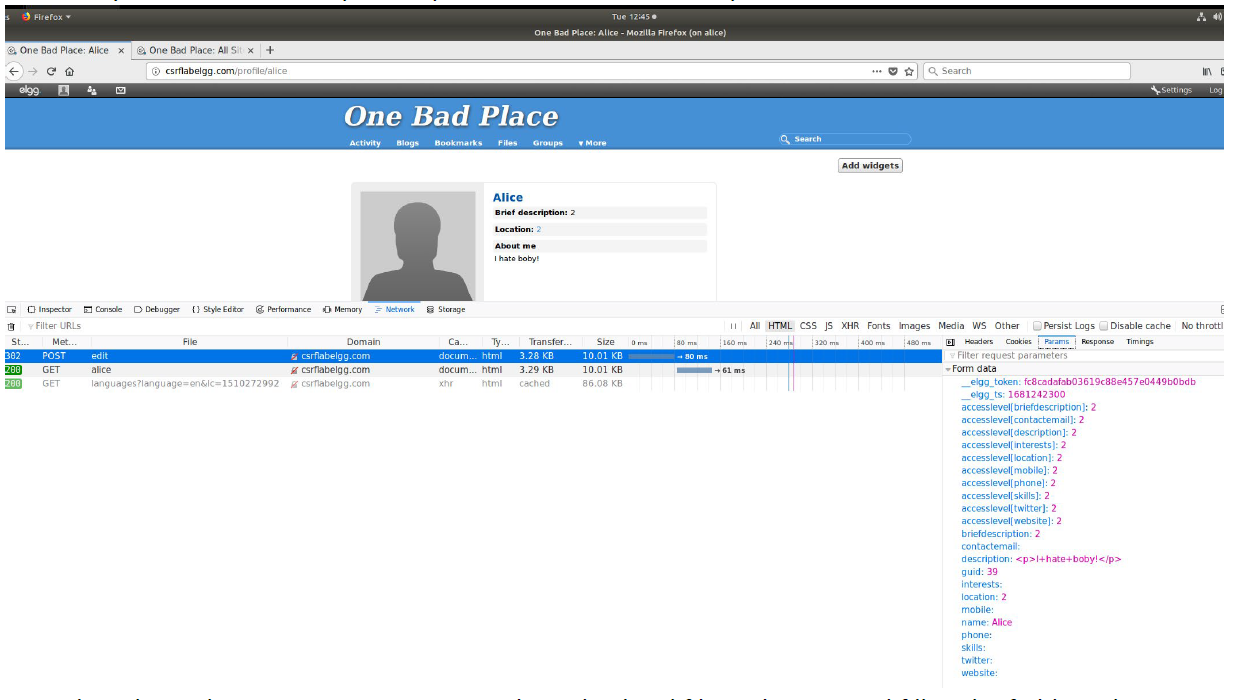 Firefox ▾
Tue 12:45 ●
One Bad Place: Alice - Mozilla Firefox (on alice)
One Bad Place: Alice ×
One Bad Place: All Sit ×
+
csrflabelgg.com/profile/alice
Search
elgg
Settings
Log
One Bad Place
Activity Blogs Bookmarks Files Groups ▾ More
Search
Add widgets
Alice
Brief description: 2
Location: 2
About me
I hate boby!
Inspector Console Debugger {} Style Editor Performance Memory Network Storage
Filter URLs
All HTML CSS JS XHR Fonts Images Media WS Other Persist Logs Disable cache No throttl
St... Met... File Domain Ca... Ty... Transfer... Size 0 ms 80 ms 160 ms 240 ms 320 ms 400 ms 480 ms
302 POST edit csrflabelgg.com docum... html 3.28 KB 10.01 KB → 80 ms
200 GET alice csrflabelgg.com docum... html 3.29 KB 10.01 KB → 61 ms
200 GET languages?language=en&lc=1510272992 csrflabelgg.com xhr html cached 86.08 KB
Headers Cookies Params Response Timings
Filter request parameters
Form data
__elgg_token: fc8cadafab03619c88e457e0449b0bdb
__elgg_ts: 1681242300
accesslevel[briefdescription]: 2
accesslevel[contactemail]: 2
accesslevel[description]: 2
accesslevel[interests]: 2
accesslevel[location]: 2
accesslevel[mobile]: 2
accesslevel[phone]: 2
accesslevel[skills]: 2
accesslevel[twitter]: 2
accesslevel[website]: 2
briefdescription: 2
contactemail:
description: <p>I+hate+boby!</p>
guid: 39
interests:
location: 2
mobile:
name: Alice
phone:
skills:
twitter:
website: